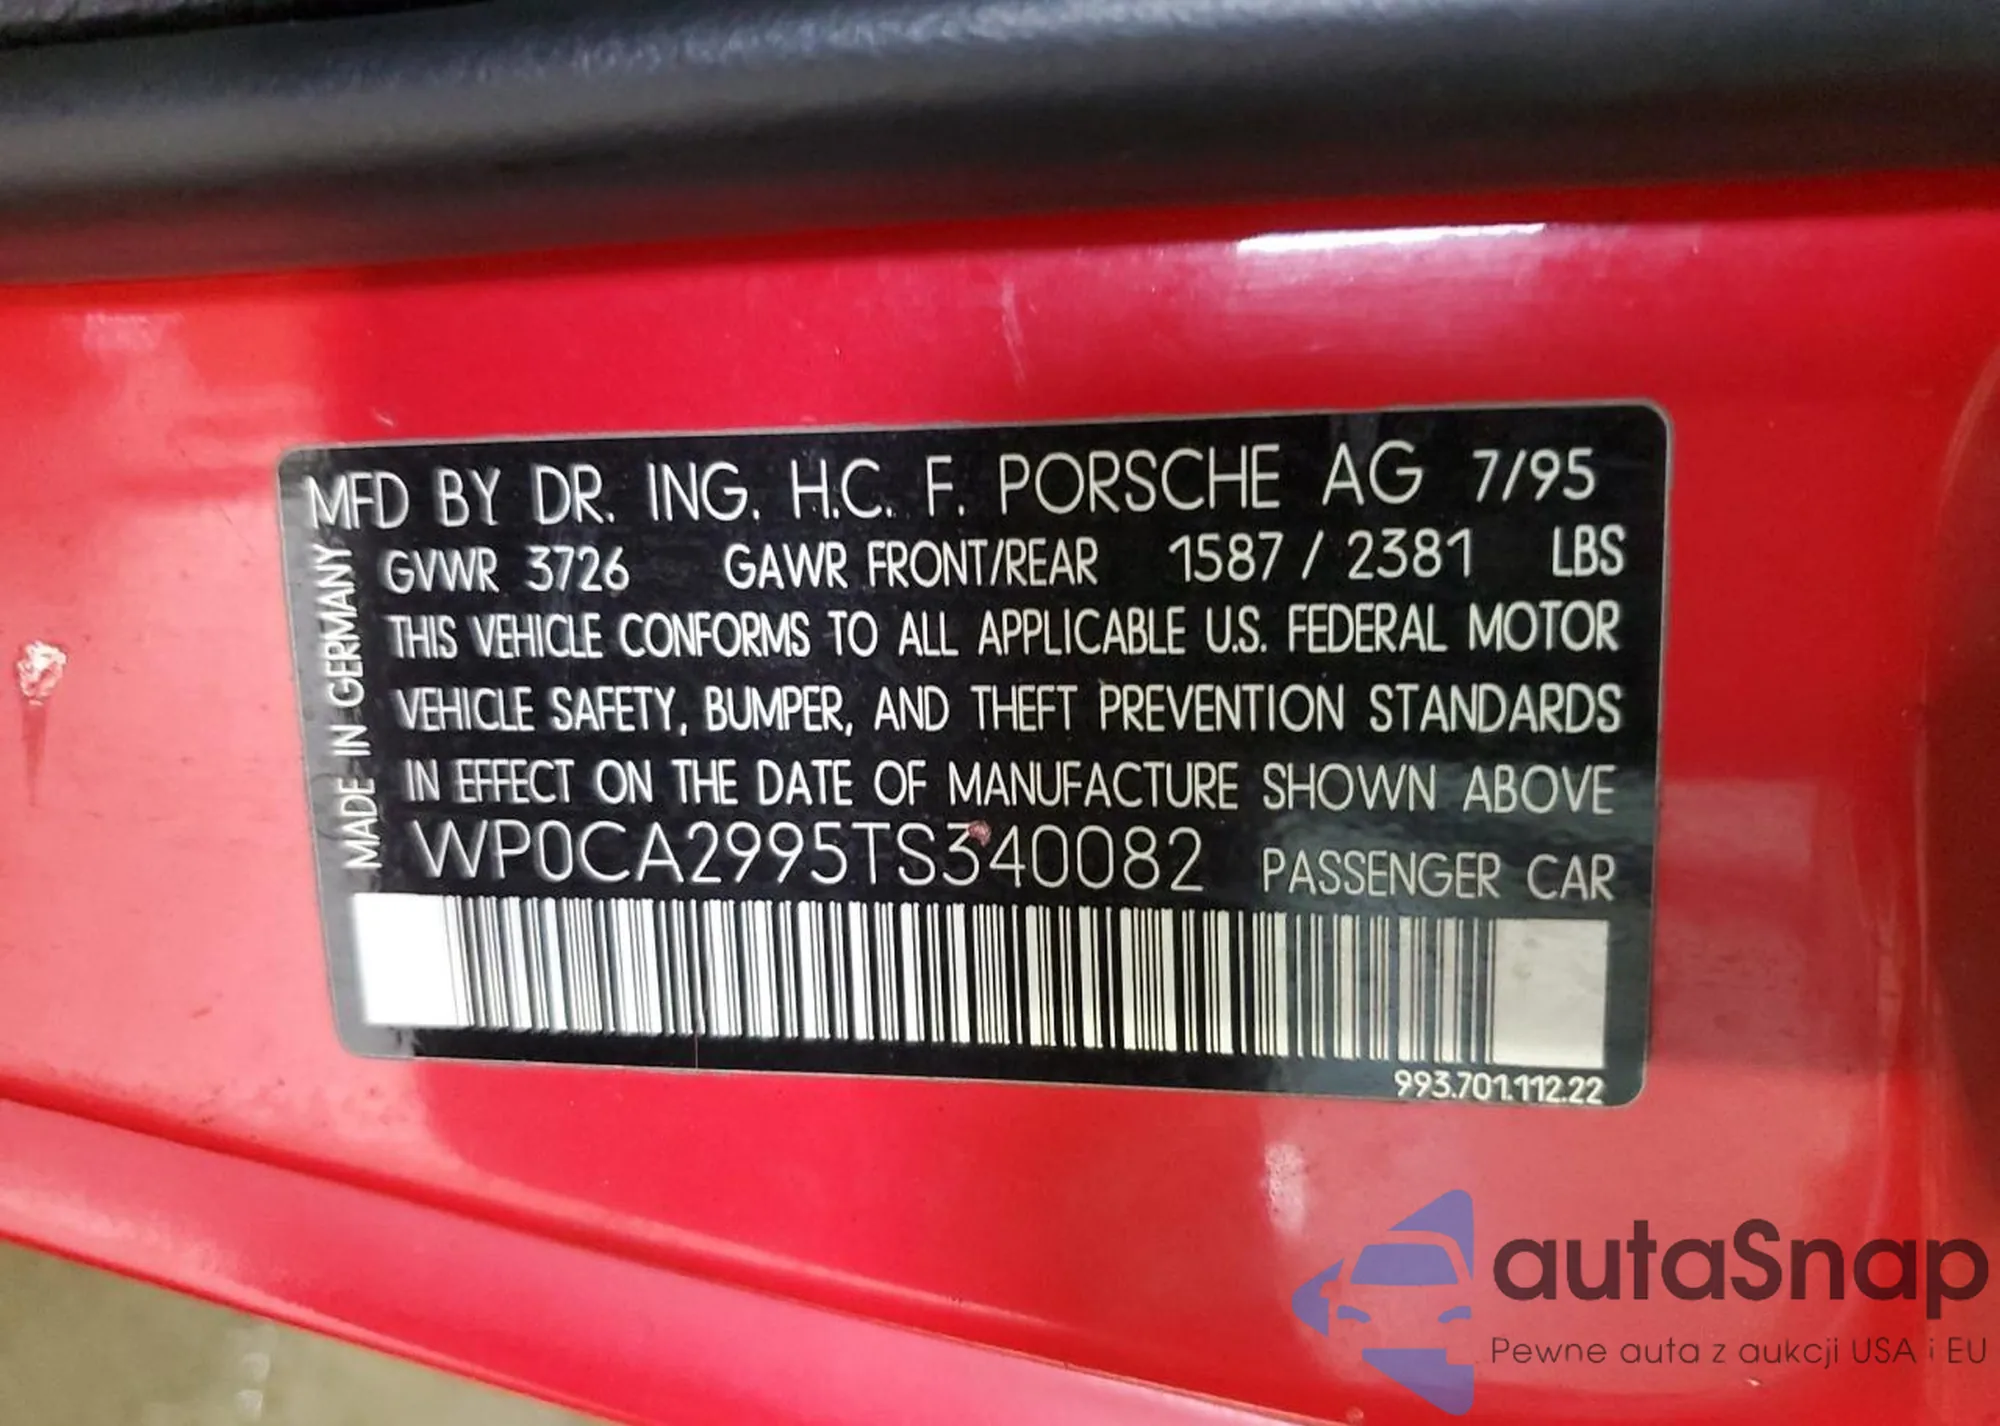 MFD BY DR. ING. H.C. F. PORSCHE AG 7/95
GVWR 3726 GAWR FRONT/REAR 1587 / 2381 LBS
THIS VEHICLE CONFORMS TO ALL APPLICABLE U.S. FEDERAL MOTOR
VEHICLE SAFETY, BUMPER, AND THEFT PREVENTION STANDARDS
IN EFFECT ON THE DATE OF MANUFACTURE SHOWN ABOVE
WP0CA2995TS340082 PASSENGER CAR
MADE IN GERMANY
993.701.112.22
autaSnap
Pewne auta z aukcji USA i EU